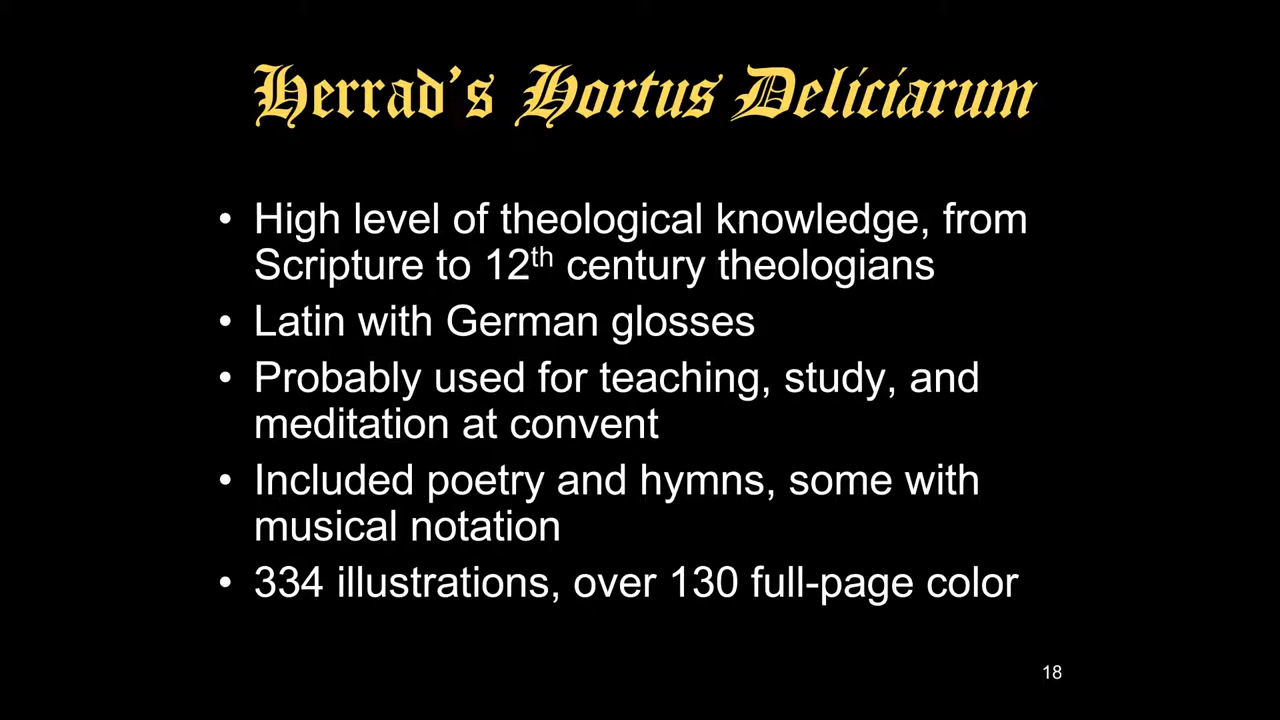 Herrad's Hortus Deliciarum
• High level of theological knowledge, from
Scripture to 12th century theologians
• Latin with German glosses
• Probably used for teaching, study, and
meditation at convent
• Included poetry and hymns, some with
musical notation
• 334 illustrations, over 130 full-page color
18